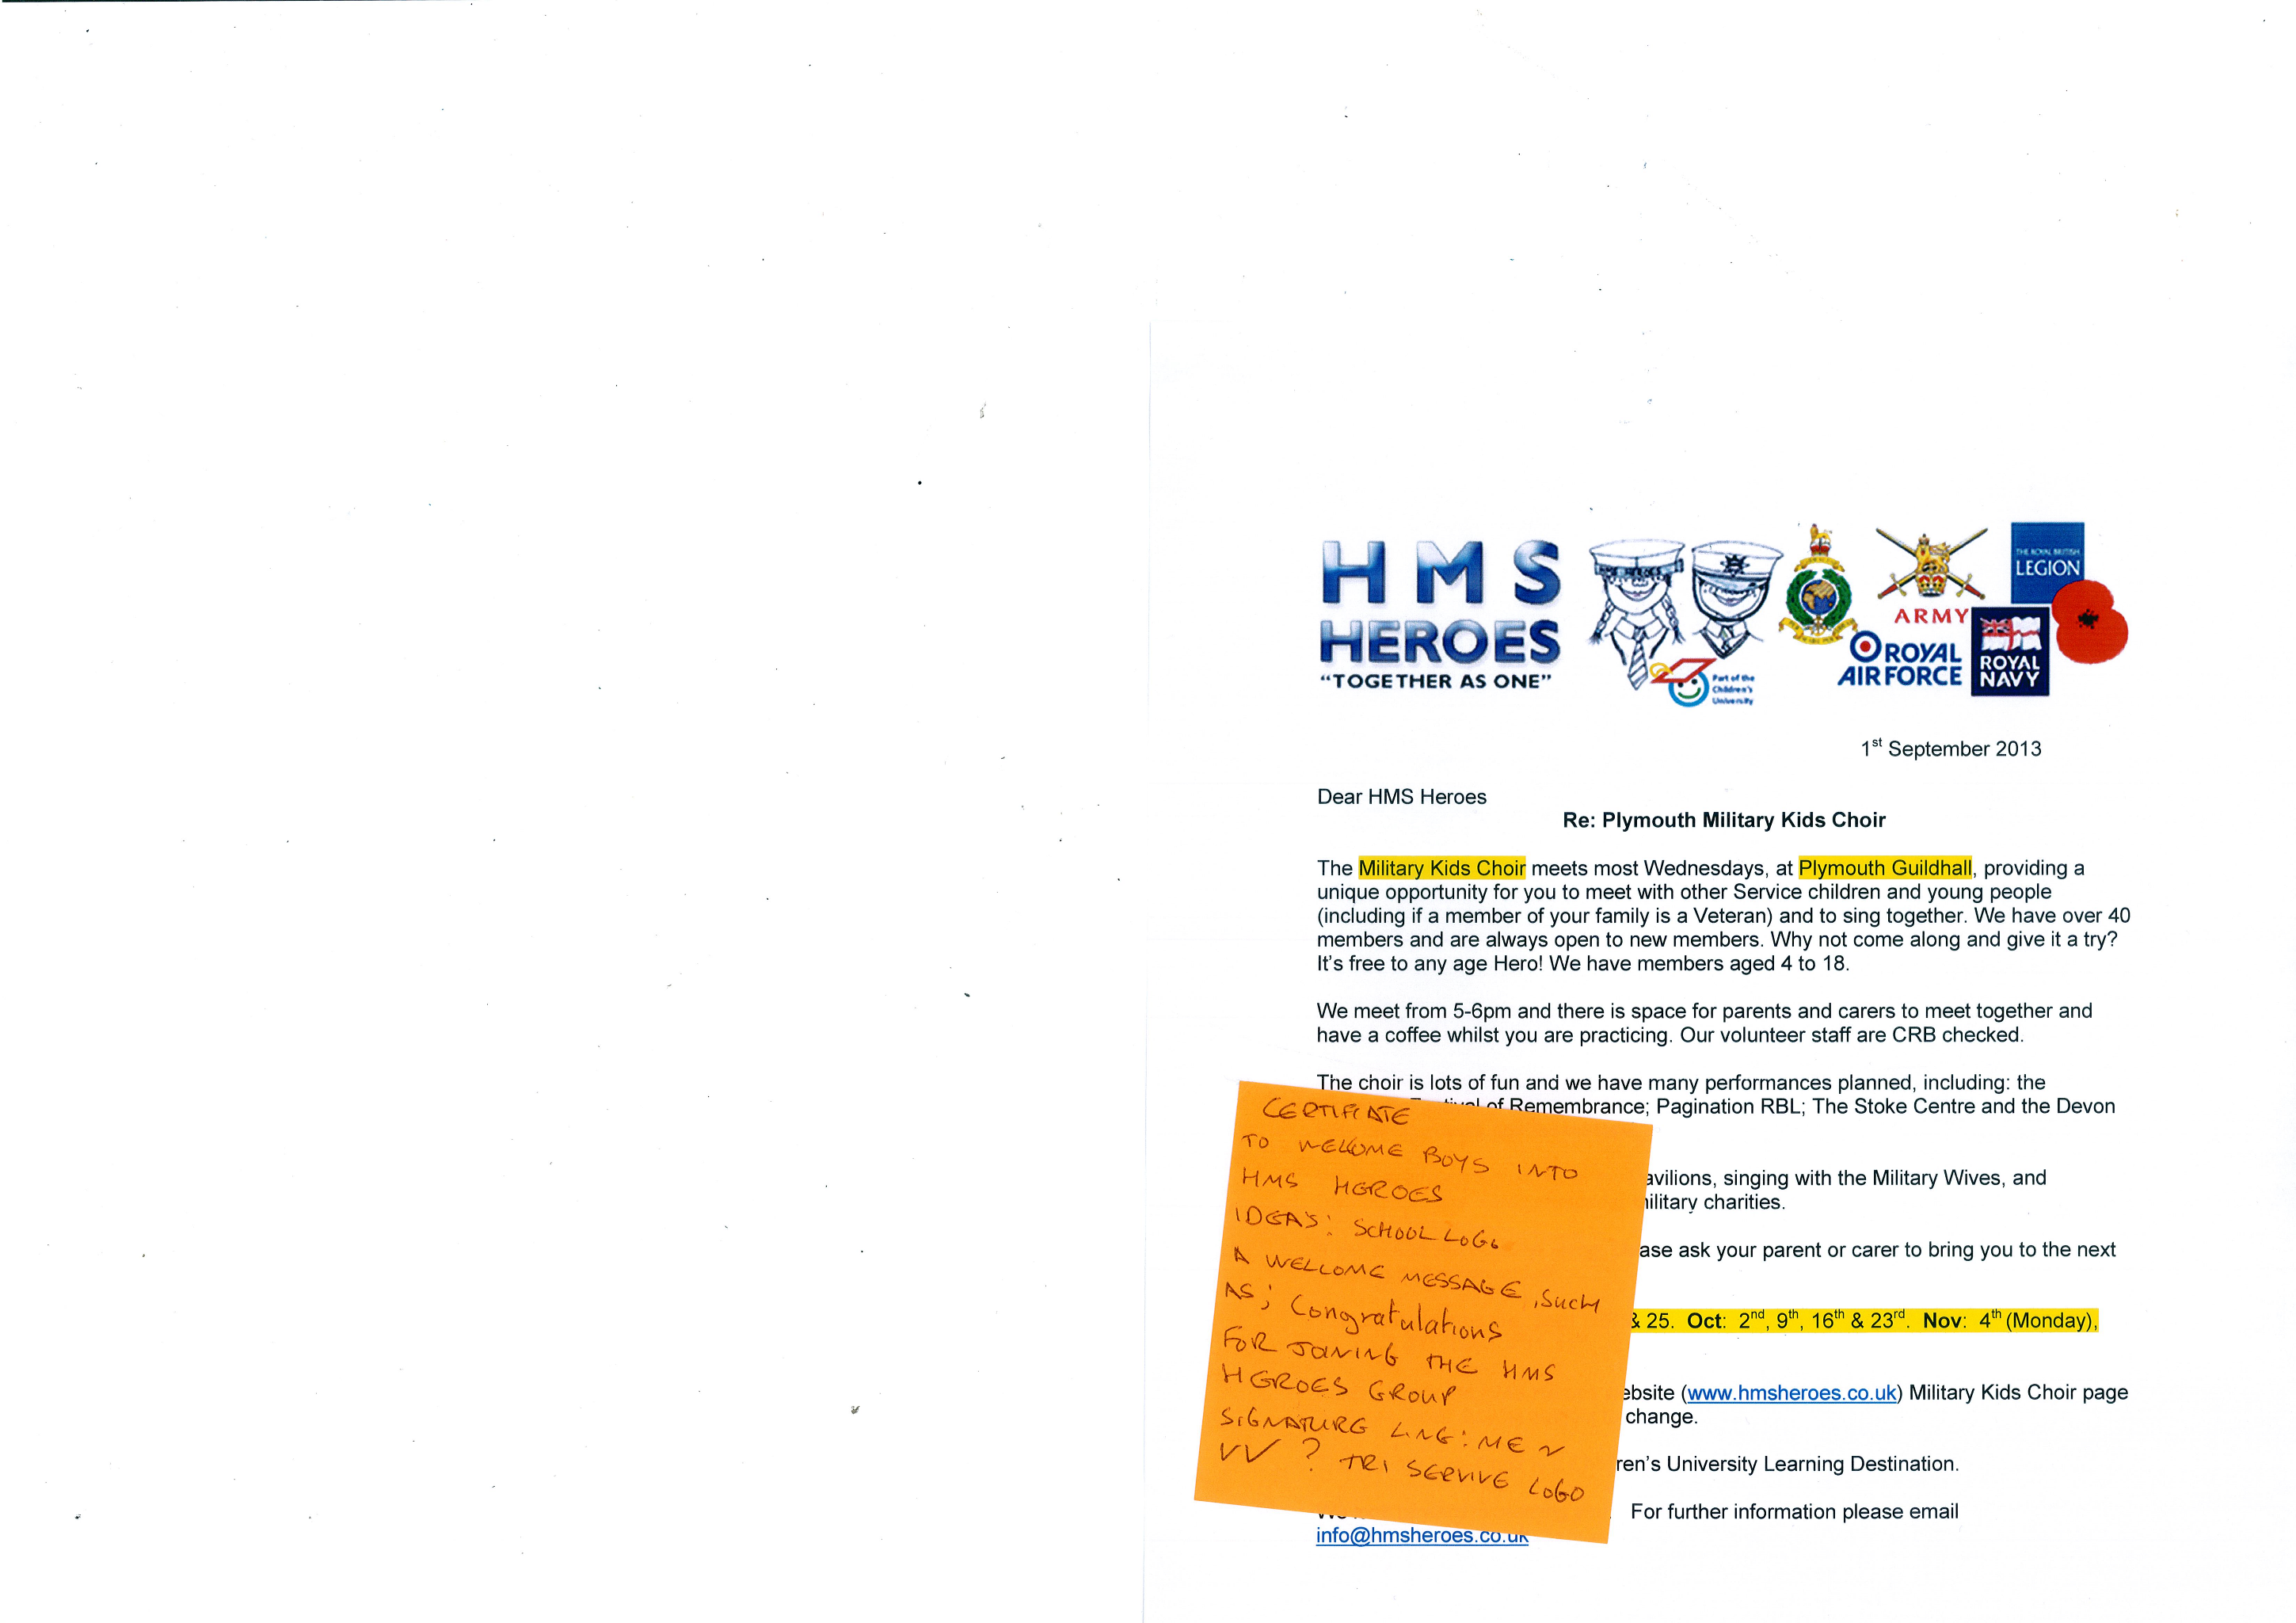 HMS
HEROES
“TOGETHER AS ONE”
HMS HEROES
Part of the
Children's
University
ARMY
THE ROYAL BRITISH
LEGION
ROYAL
AIR FORCE
ROYAL
NAVY
1st September 2013
Dear HMS Heroes
Re: Plymouth Military Kids Choir
The Military Kids Choir meets most Wednesdays, at Plymouth Guildhall, providing a
unique opportunity for you to meet with other Service children and young people
(including if a member of your family is a Veteran) and to sing together. We have over 40
members and are always open to new members. Why not come along and give it a try?
It's free to any age Hero! We have members aged 4 to 18.
We meet from 5-6pm and there is space for parents and carers to meet together and
have a coffee whilst you are practicing. Our volunteer staff are CRB checked.
The choir is lots of fun and we have many performances planned, including: the
of Remembrance; Pagination RBL; The Stoke Centre and the Devon
avilions, singing with the Military Wives, and
ilitary charities.
ase ask your parent or carer to bring you to the next
& 25. Oct: 2nd, 9th, 16th & 23rd. Nov: 4th (Monday),
ebsite (www.hmsheroes.co.uk) Military Kids Choir page
change.
ren's University Learning Destination.
For further information please email
info@hmsheroes.co.uk
CERTIFICATE
TO WELCOME BOYS INTO
HMS HEROES
IDEAS: SCHOOL LOGO
A WELCOME MESSAGE, SUCH
AS; Congratulations
FOR JOINING THE HMS
HEROES GROUP
SIGNATURE LINE: ME N
VV ? TRI SERVIVE LOGO